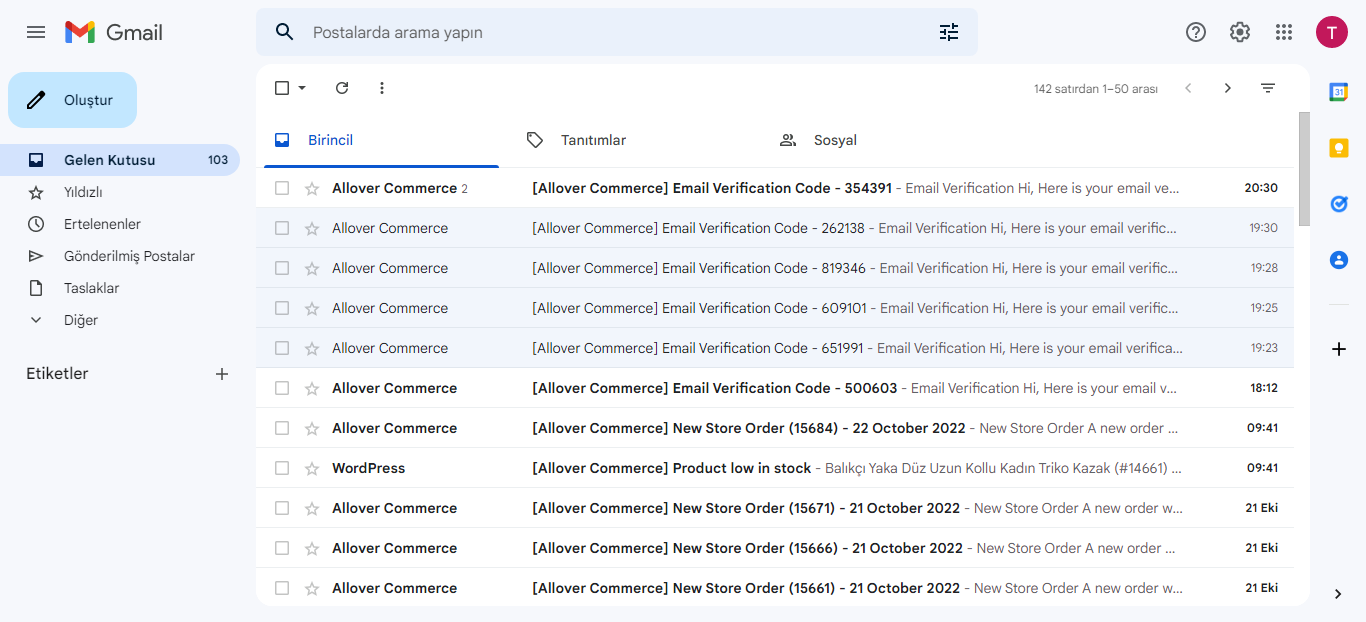 Gmail
Postalarda arama yapın
T
Oluştur
142 satırdan 1–50 arası
31
Birincil
Tanıtımlar
Sosyal
Gelen Kutusu 103
Yıldızlı
Ertelenenler
Gönderilmiş Postalar
Taslaklar
Diğer
Etiketler
Allover Commerce 2 [Allover Commerce] Email Verification Code - 354391 - Email Verification Hi, Here is your email ve... 20:30
Allover Commerce [Allover Commerce] Email Verification Code - 262138 - Email Verification Hi, Here is your email verific... 19:30
Allover Commerce [Allover Commerce] Email Verification Code - 819346 - Email Verification Hi, Here is your email verific... 19:28
Allover Commerce [Allover Commerce] Email Verification Code - 609101 - Email Verification Hi, Here is your email verific... 19:25
Allover Commerce [Allover Commerce] Email Verification Code - 651991 - Email Verification Hi, Here is your email verifica... 19:23
Allover Commerce [Allover Commerce] Email Verification Code - 500603 - Email Verification Hi, Here is your email v... 18:12
Allover Commerce [Allover Commerce] New Store Order (15684) - 22 October 2022 - New Store Order A new order ... 09:41
WordPress [Allover Commerce] Product low in stock - Balıkçı Yaka Düz Uzun Kollu Kadın Triko Kazak (#14661) ... 09:41
Allover Commerce [Allover Commerce] New Store Order (15671) - 21 October 2022 - New Store Order A new order w... 21 Eki
Allover Commerce [Allover Commerce] New Store Order (15666) - 21 October 2022 - New Store Order A new order ... 21 Eki
Allover Commerce [Allover Commerce] New Store Order (15661) - 21 October 2022 - New Store Order A new order w... 21 Eki